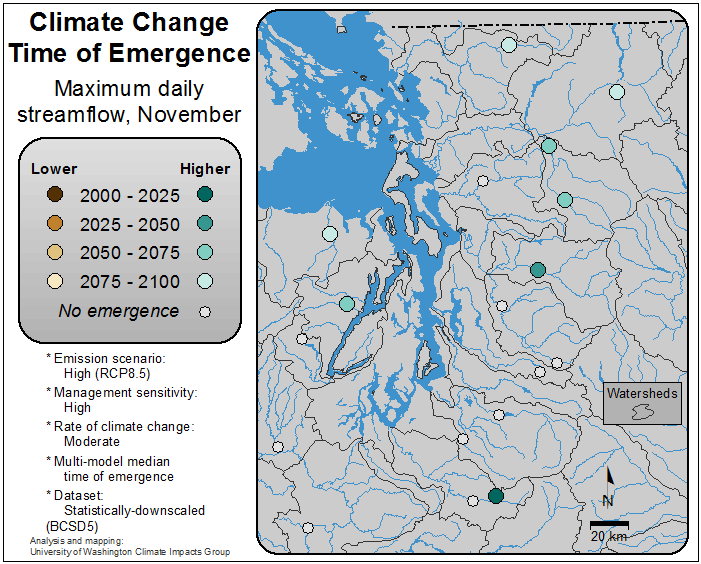 Climate Change
Time of Emergence
Maximum daily
streamflow, November
Lower Higher
2000 - 2025
2025 - 2050
2050 - 2075
2075 - 2100
No emergence
* Emission scenario:
High (RCP8.5)
* Management sensitivity:
High
* Rate of climate change:
Moderate
* Multi-model median
time of emergence
* Dataset:
Statistically-downscaled
(BCSD5)
Analysis and mapping:
University of Washington Climate Impacts Group
Watersheds
N
20 km